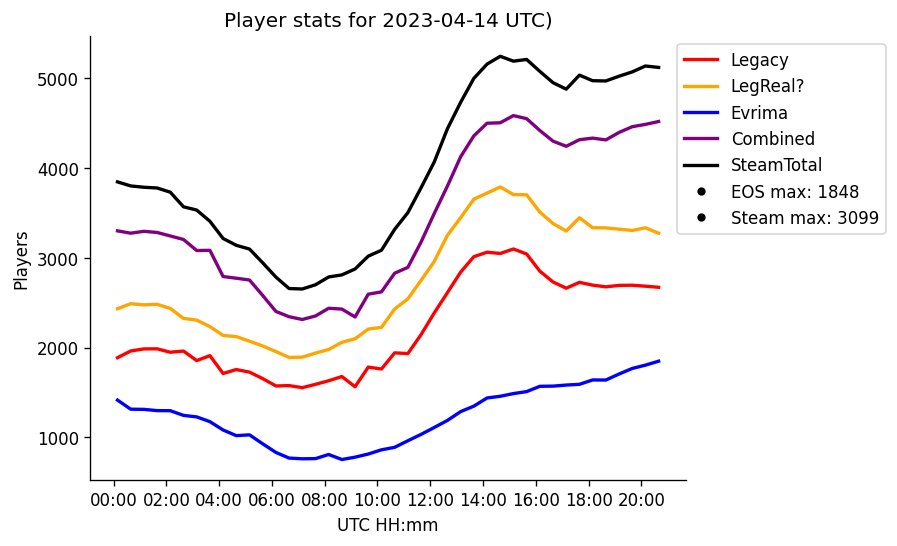 Player stats for 2023-04-14 UTC)
Players
5000
4000
3000
2000
1000
00:00 02:00 04:00 06:00 08:00 10:00 12:00 14:00 16:00 18:00 20:00
UTC HH:mm
Legacy
LegReal?
Evrima
Combined
SteamTotal
EOS max: 1848
Steam max: 3099